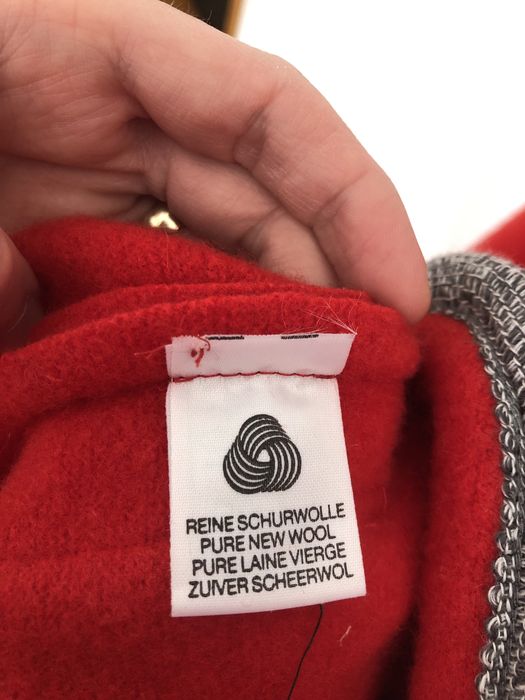 REINE SCHURWOLLE
PURE NEW WOOL
PURE LAINE VIERGE
ZUIVER SCHEERWOL